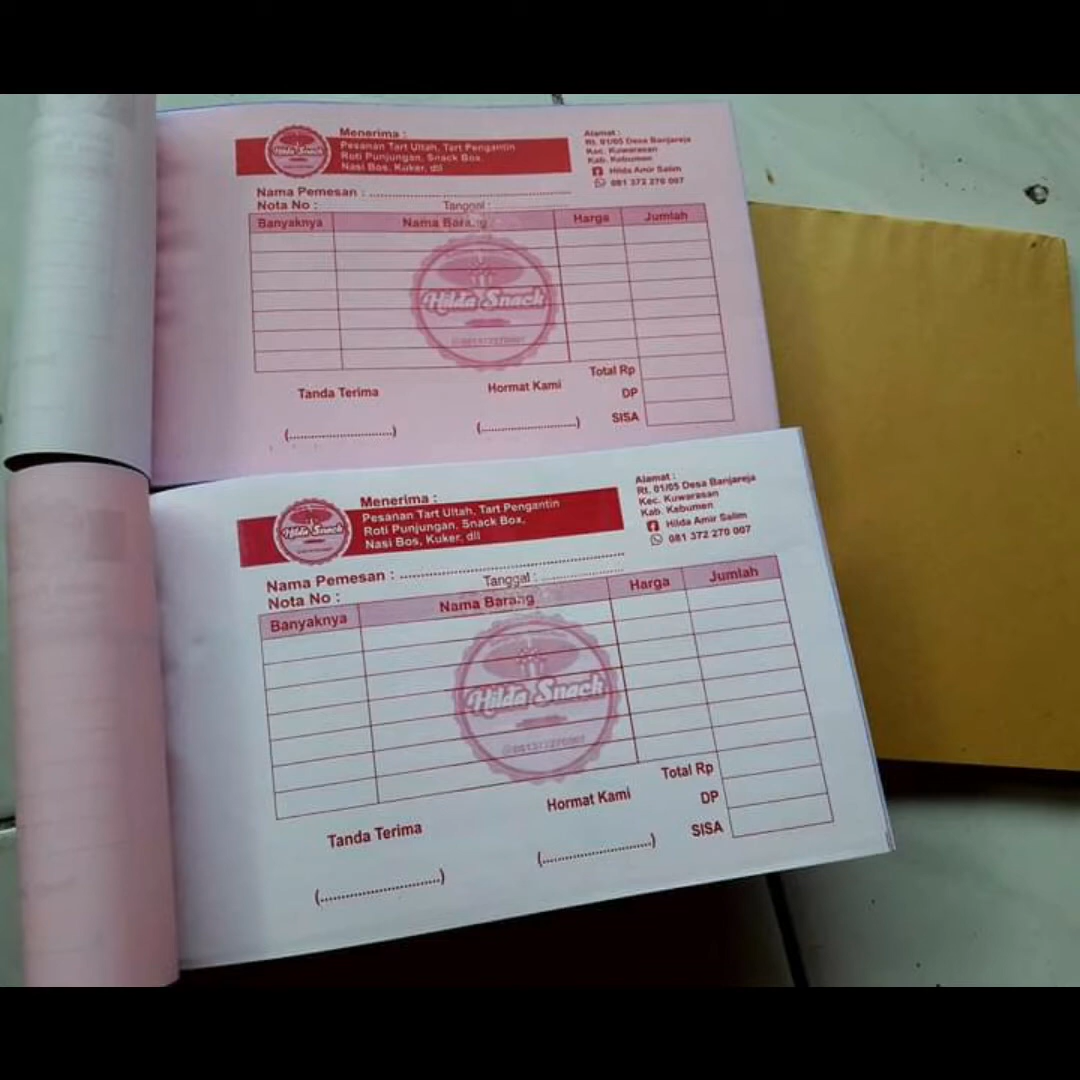 Hilda Snack
Menerima :
Pesanan Tart Ultah, Tart Pengantin
Roti Punjungan, Snack Box,
Nasi Bos, Kuker, dll
Alamat :
Rt. 01/05 Desa Banjareja
Kec. Kuwarasan
Kab. Kebumen
Hilda Amir Salim
081 372 270 007
Nama Pemesan : ..........................................
Nota No :
Tanggal : ....................
Banyaknya Nama Barang Harga Jumlah
Hilda Snack
Total Rp
DP
SISA
Tanda Terima
Hormat Kami
(..............................) (..............................)
Hilda Snack
Menerima :
Pesanan Tart Ultah, Tart Pengantin
Roti Punjungan, Snack Box,
Nasi Bos, Kuker, dll
Alamat :
Rt. 01/05 Desa Banjareja
Kec. Kuwarasan
Kab. Kebumen
Hilda Amir Salim
081 372 270 007
Nama Pemesan : ..........................................
Nota No :
Tanggal : ....................
Banyaknya Nama Barang Harga Jumlah
Hilda Snack
Total Rp
DP
SISA
Tanda Terima
Hormat Kami
(..............................) (..............................)